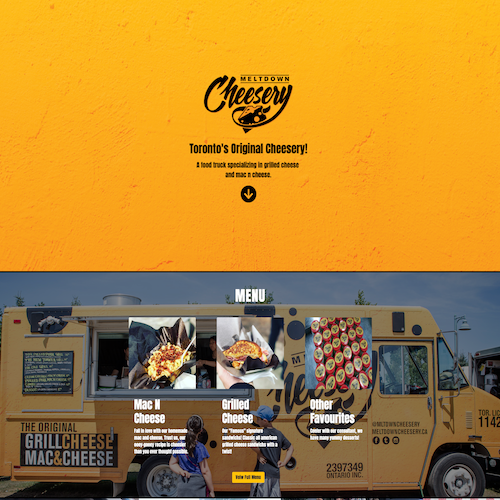 MELTDOWN
Cheesery
Toronto's Original Cheesery!
A food truck specializing in grilled cheese
and mac n cheese.
MENU
Mac N
Cheese
Fall in love with our homemade
mac and cheese. Trust us, our
ooey-gooey recipe is cheesier
than you ever thought possible.
Grilled
Cheese
Our "Famous" signature
sandwiches! Classic all american
grilled cheese sandwiches with a
twist!
Other
Favourites
Cater with our consultant, we
have many yummy desserts!
View Full Menu
THE ORIGINAL
GRILLCHEESE
MAC&CHEESE
@MGTDWNCHEESERY
MELTDOWNCHEESERY.CA
2397349
ONTARIO INC.
TOR. LIC
1142